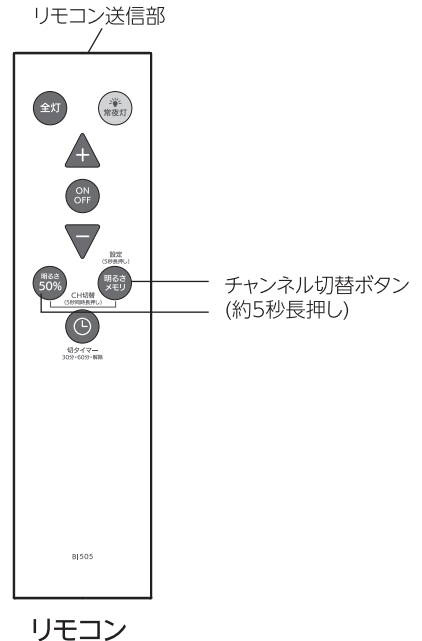 リモコン送信部
全灯
常夜灯
+
ON
OFF
−
設定
(5秒長押し)
明るさ
50%
明るさ
メモリ
CH切替
(5秒同時長押し)
チャンネル切替ボタン
(約5秒長押し)
切タイマー
30分・60分・解除
BJ505
リモコン